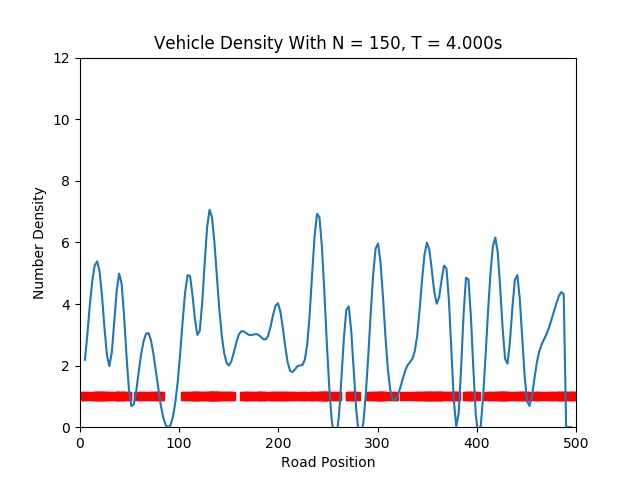 Vehicle Density With N = 150, T = 4.000s
12
10
8
6
4
2
0
Number Density
0 100 200 300 400 500
Road Position